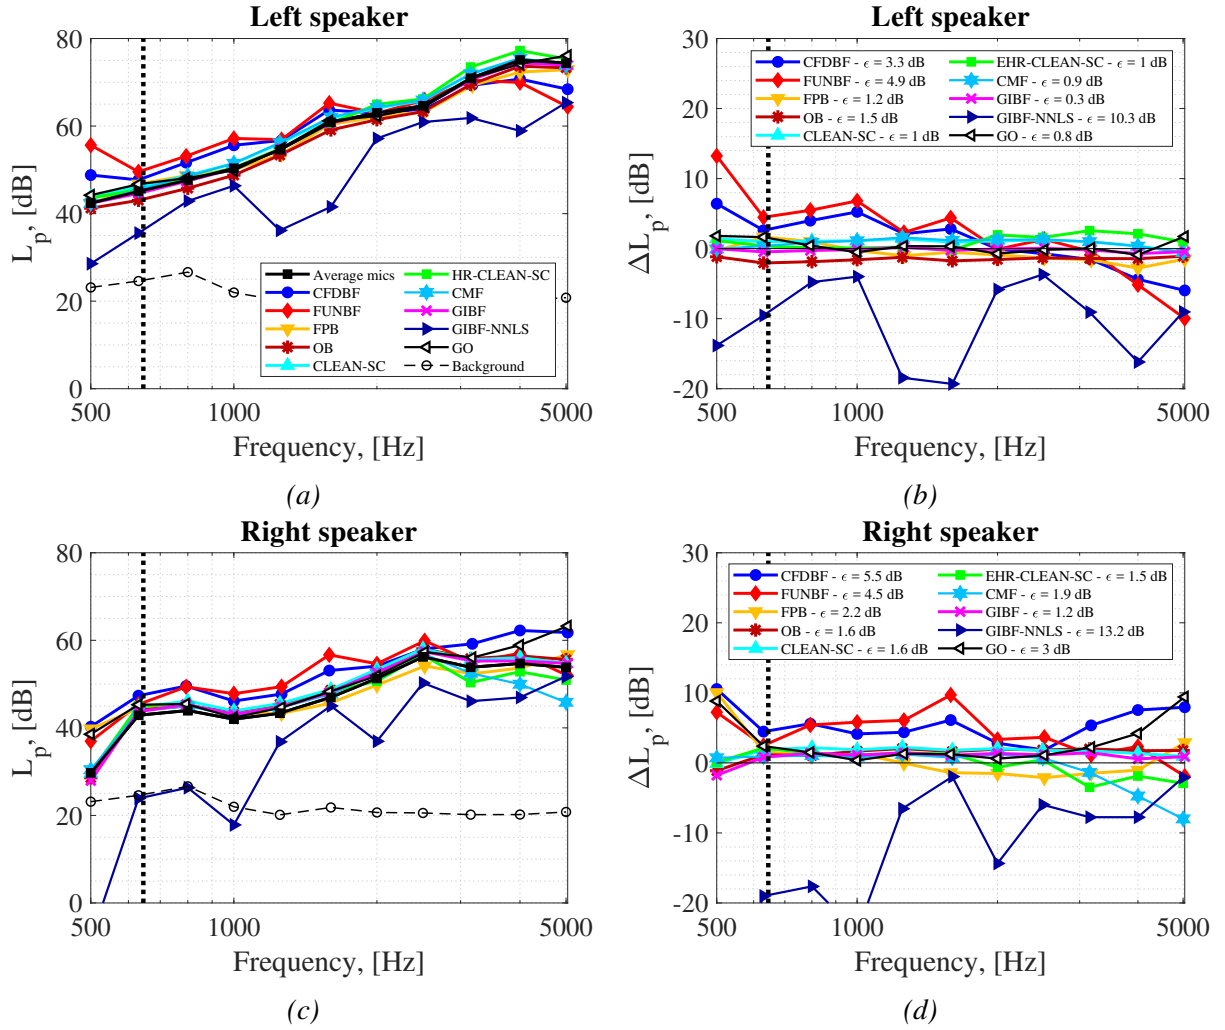 Left speaker
80
60
40
20
0
L_p, [dB]
Average mics
CFDBF
FUNBF
FPB
OB
CLEAN-SC
HR-CLEAN-SC
CMF
GIBF
GIBF-NNLS
GO
Background
500
1000
5000
Frequency, [Hz]
(a)
Left speaker
30
20
10
0
-10
-20
ΔL_p, [dB]
CFDBF - ϵ = 3.3 dB
FUNBF - ϵ = 4.9 dB
FPB - ϵ = 1.2 dB
OB - ϵ = 1.5 dB
CLEAN-SC - ϵ = 1 dB
EHR-CLEAN-SC - ϵ = 1 dB
CMF - ϵ = 0.9 dB
GIBF - ϵ = 0.3 dB
GIBF-NNLS - ϵ = 10.3 dB
GO - ϵ = 0.8 dB
500
1000
5000
Frequency, [Hz]
(b)
Right speaker
80
60
40
20
0
L_p, [dB]
500
1000
5000
Frequency, [Hz]
(c)
Right speaker
30
20
10
0
-10
-20
ΔL_p, [dB]
CFDBF - ϵ = 5.5 dB
FUNBF - ϵ = 4.5 dB
FPB - ϵ = 2.2 dB
OB - ϵ = 1.6 dB
CLEAN-SC - ϵ = 1.6 dB
EHR-CLEAN-SC - ϵ = 1.5 dB
CMF - ϵ = 1.9 dB
GIBF - ϵ = 1.2 dB
GIBF-NNLS - ϵ = 13.2 dB
GO - ϵ = 3 dB
500
1000
5000
Frequency, [Hz]
(d)